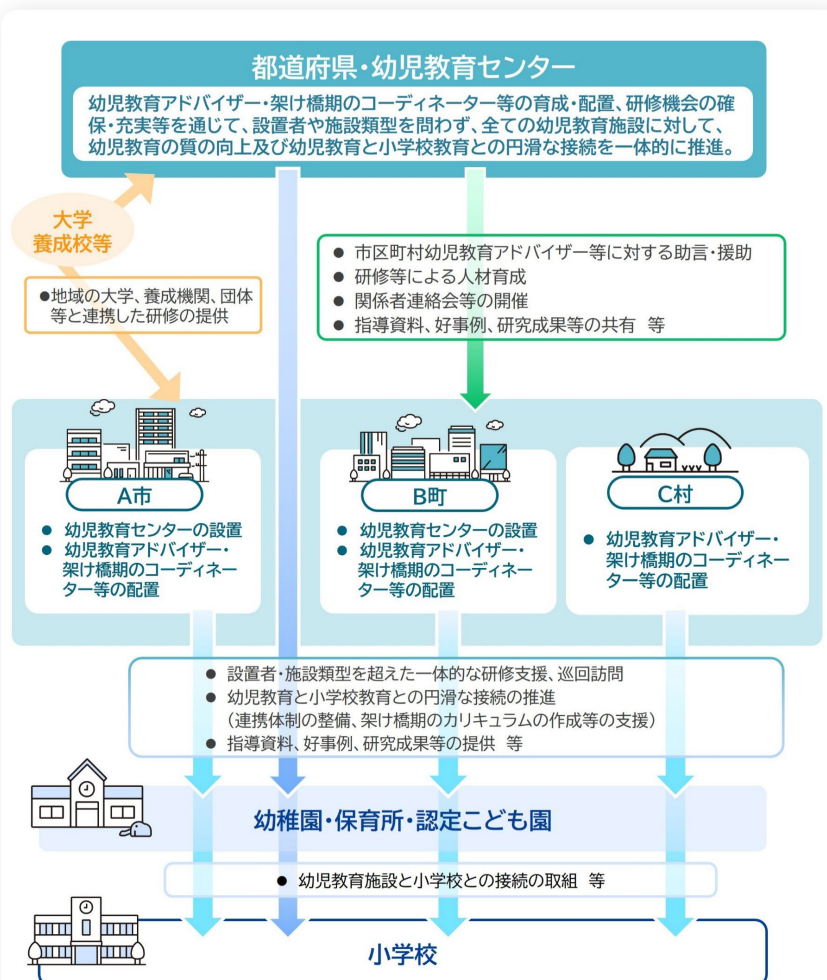 都道府県・幼児教育センター
幼児教育アドバイザー・架け橋期のコーディネーター等の育成・配置、研修機会の確
保・充実等を通じて、設置者や施設類型を問わず、全ての幼児教育施設に対して、
幼児教育の質の向上及び幼児教育と小学校教育との円滑な接続を一体的に推進。
大学
養成校等
●地域の大学、養成機関、団体
等と連携した研修の提供
● 市区町村幼児教育アドバイザー等に対する助言・援助
● 研修等による人材育成
● 関係者連絡会等の開催
● 指導資料、好事例、研究成果等の共有 等
A市
● 幼児教育センターの設置
● 幼児教育アドバイザー・
架け橋期のコーディネー
ター等の配置
B町
● 幼児教育センターの設置
● 幼児教育アドバイザー・
架け橋期のコーディネー
ター等の配置
C村
● 幼児教育アドバイザー・
架け橋期のコーディネー
ター等の配置
● 設置者・施設類型を超えた一体的な研修支援、巡回訪問
● 幼児教育と小学校教育との円滑な接続の推進
（連携体制の整備、架け橋期のカリキュラムの作成等の支援）
● 指導資料、好事例、研究成果等の提供 等
幼稚園・保育所・認定こども園
● 幼児教育施設と小学校との接続の取組 等
小学校